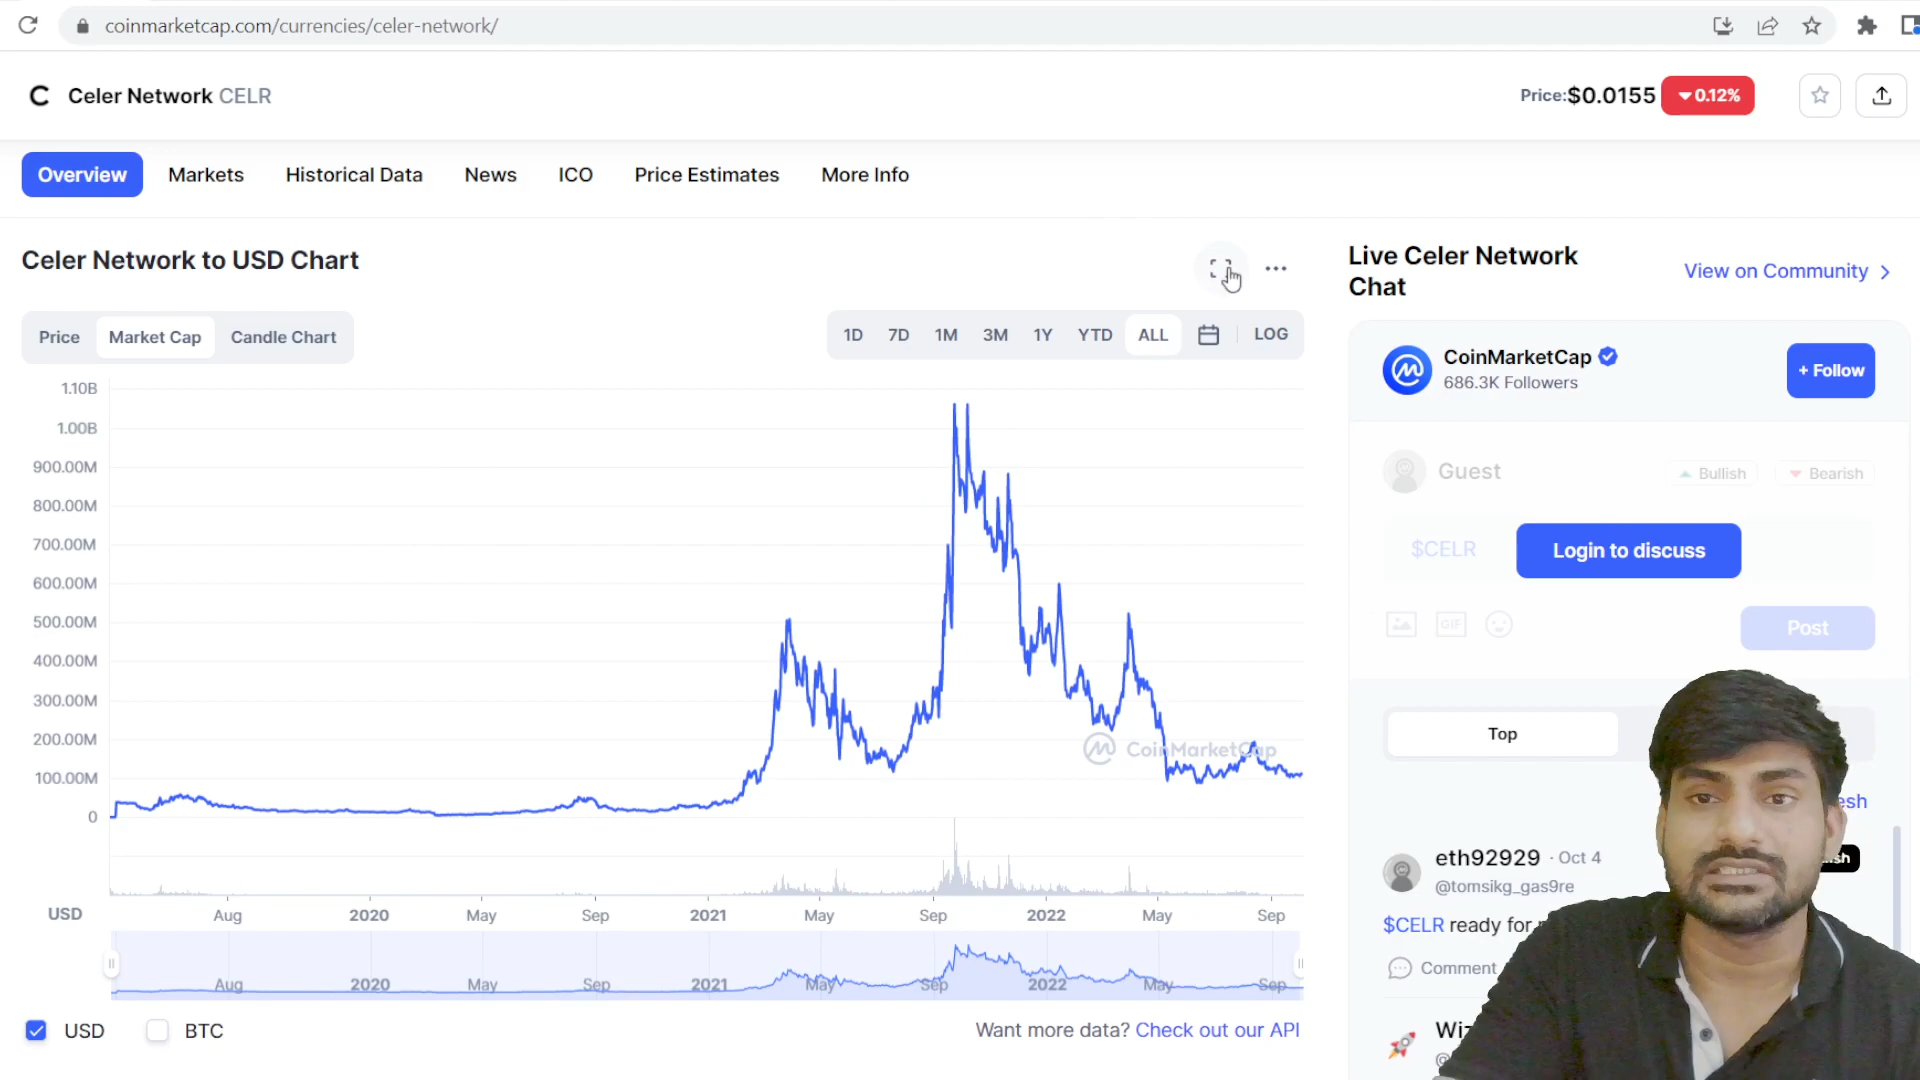 coinmarketcap.com/currencies/celer-network/
Celer Network CELR
Price:$0.0155 0.12%
Overview Markets Historical Data News ICO Price Estimates More Info
Celer Network to USD Chart
Price Market Cap Candle Chart
1D 7D 1M 3M 1Y YTD ALL LOG
1.10B
1.00B
900.00M
800.00M
700.00M
600.00M
500.00M
400.00M
300.00M
200.00M
100.00M
0
CoinMarketCap
USD
Aug 2020 May Sep 2021 May Sep 2022 May Sep
Aug 2020 May Sep 2021 May Sep 2022 May Sep
USD BTC
Want more data? Check out our API
Live Celer Network
Chat
View on Community
CoinMarketCap
686.3K Followers
+ Follow
Guest
Bullish Bearish
$CELR
Login to discuss
GIF
Post
Top
eth92929 · Oct 4
@tomsikg_gas9re
$CELR ready for
Comment